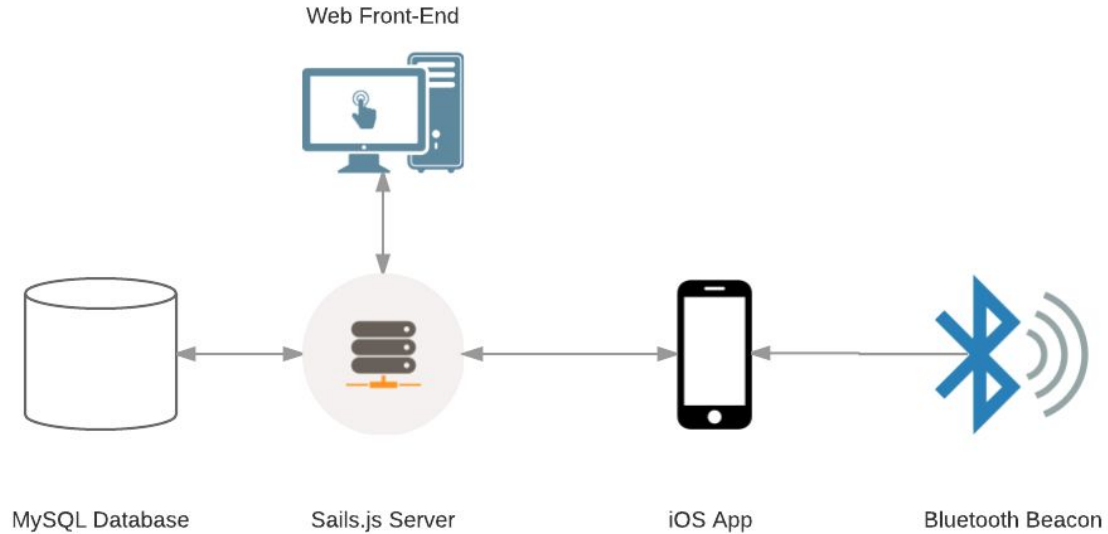 Web Front-End
MySQL Database
Sails.js Server
iOS App
Bluetooth Beacon